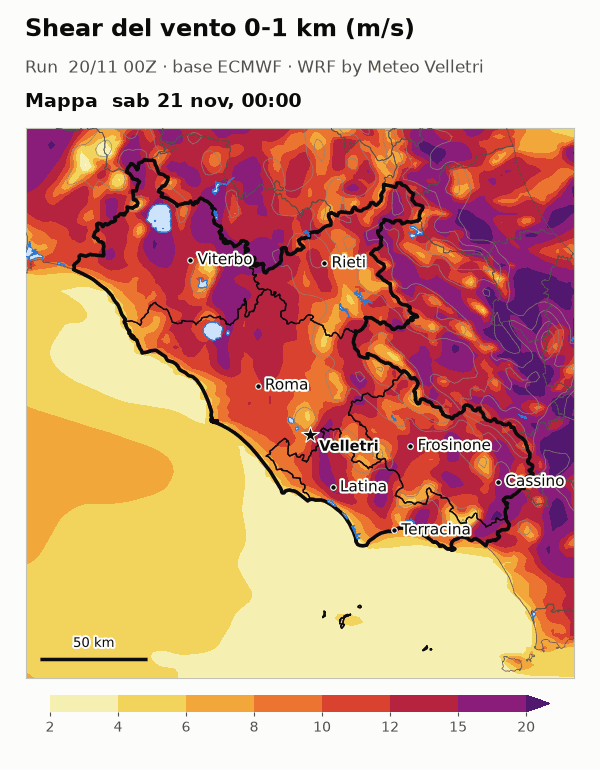 Shear del vento 0-1 km (m/s)
Run  20/11 00Z · base ECMWF · WRF by Meteo Velletri
Mappa  sab 21 nov, 00:00
Viterbo
Rieti
Roma
Velletri
Frosinone
Latina
Cassino
Terracina
50 km
2 4 6 8 10 12 15 20